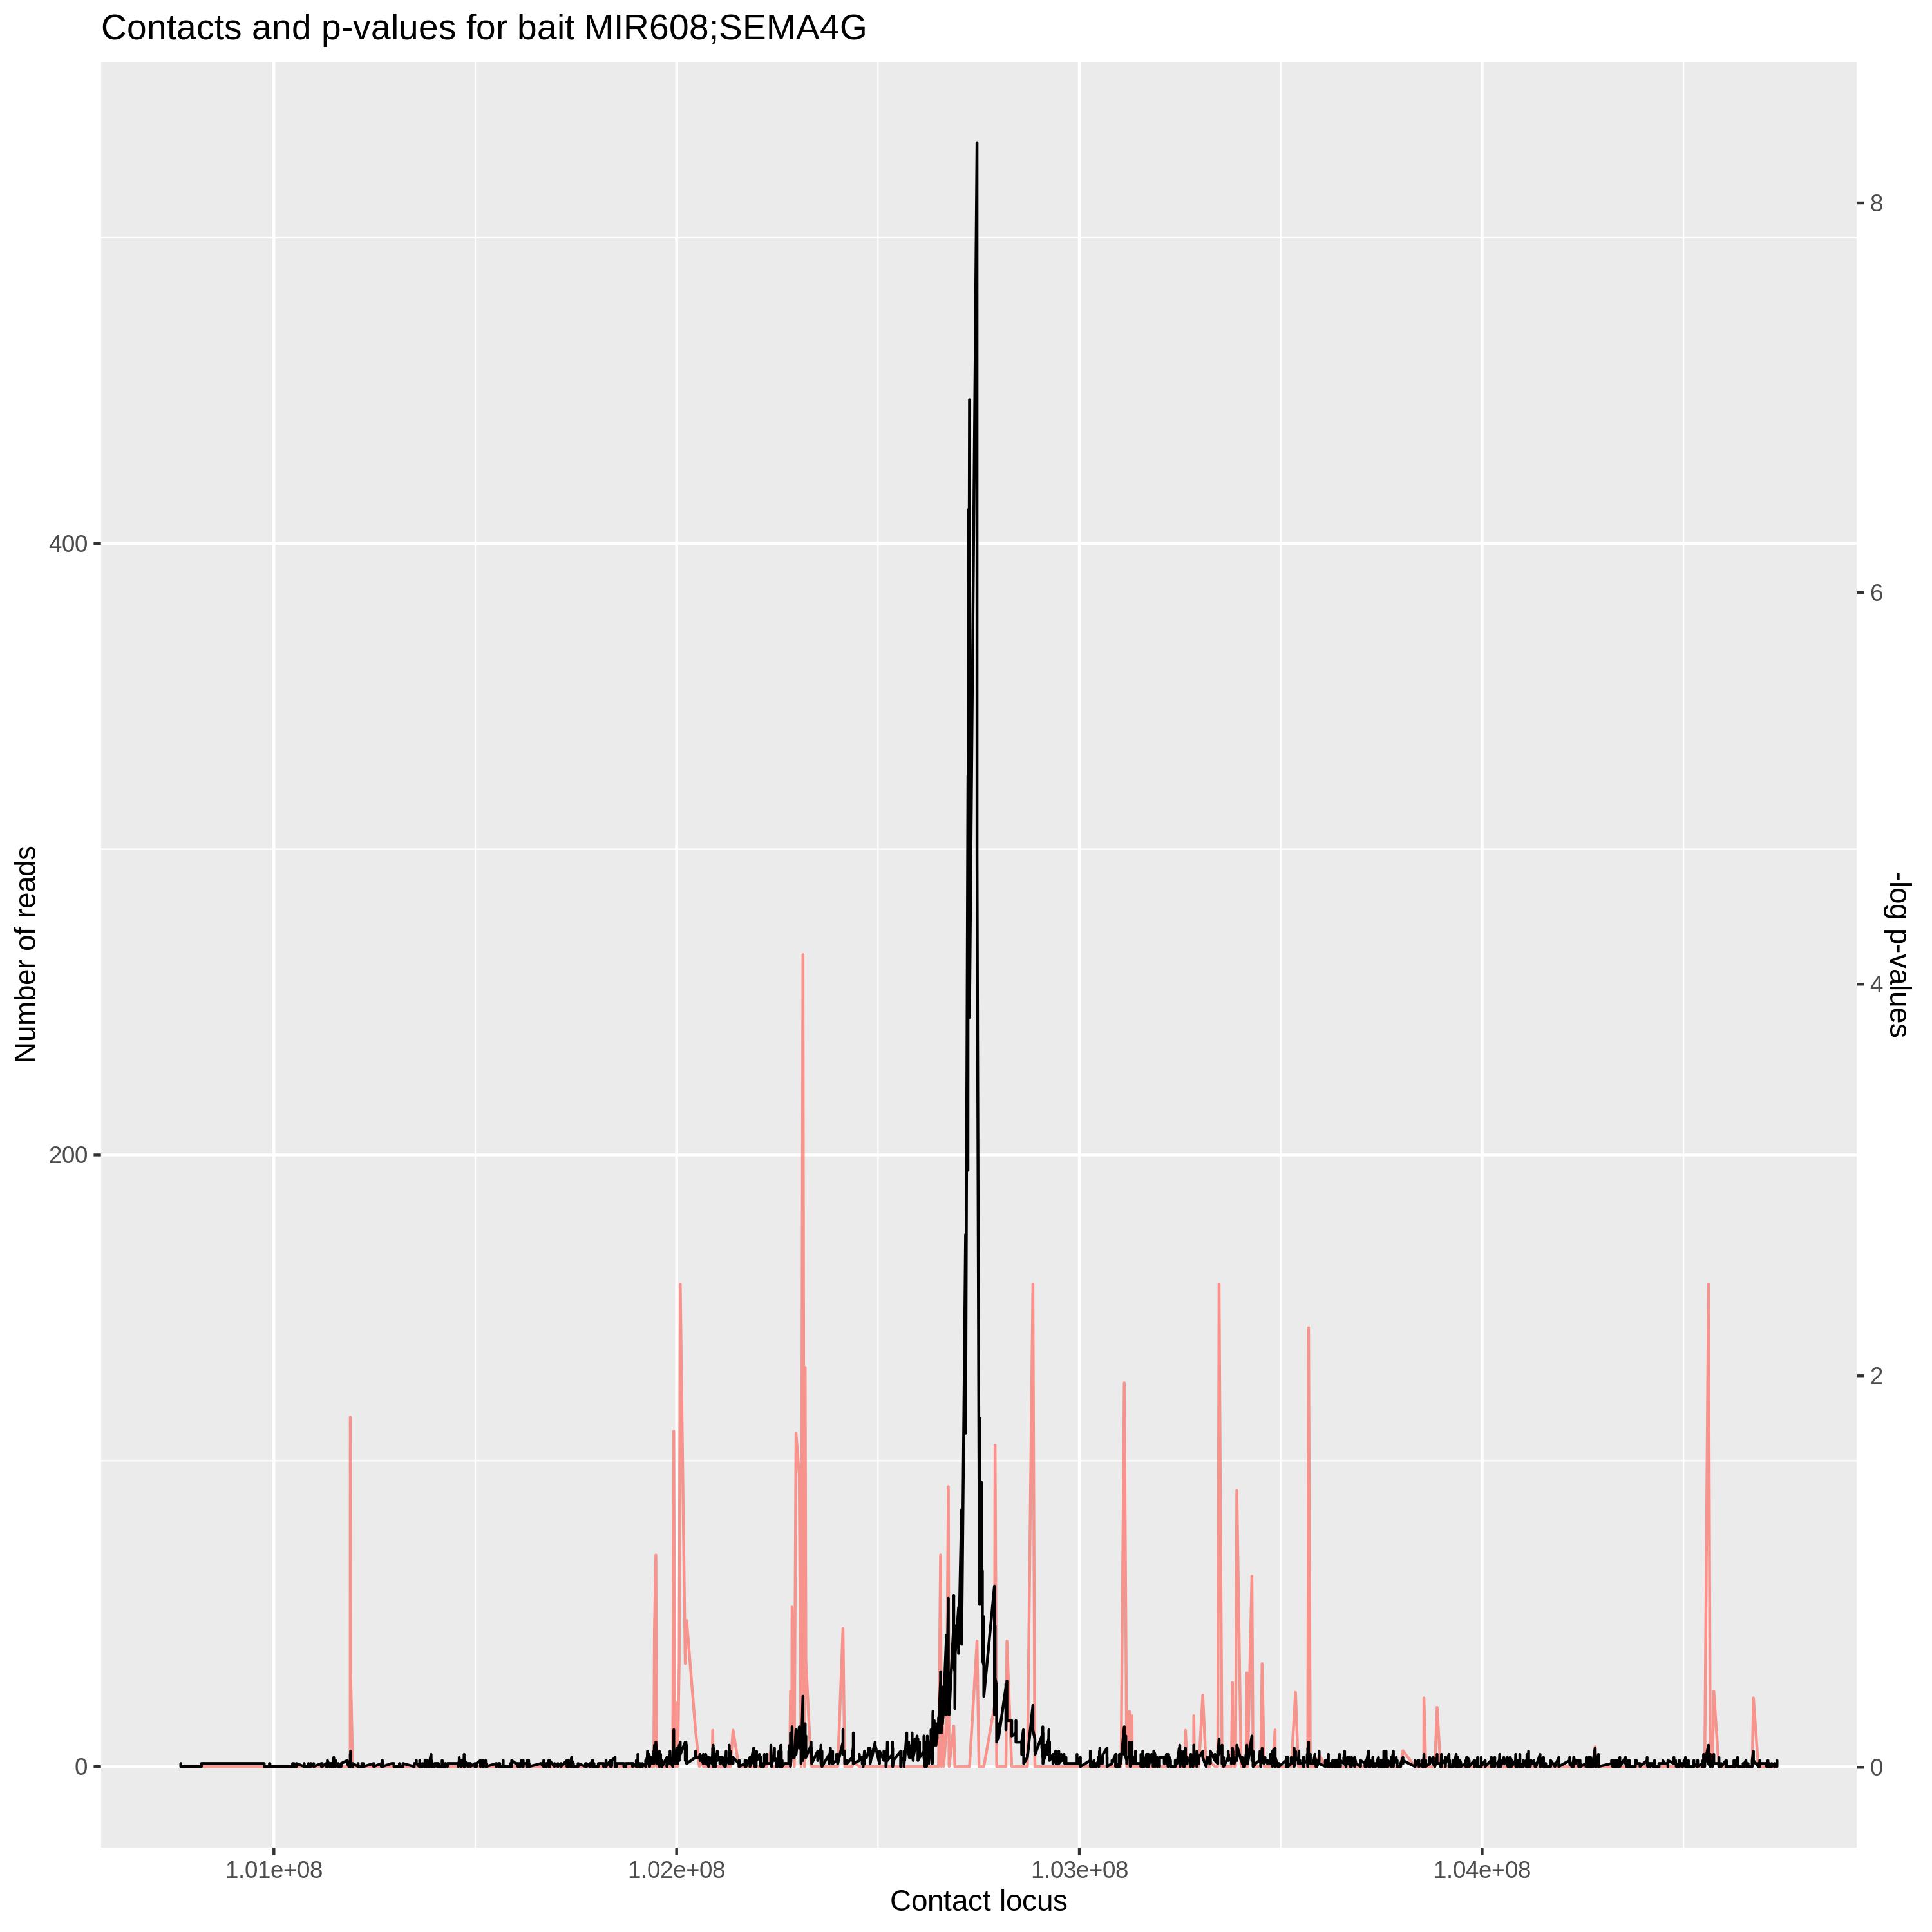 Contacts and p-values for bait MIR608;SEMA4G
Number of reads
400
200
0
8
6
4
2
0
-log p-values
1.01e+08
1.02e+08
1.03e+08
1.04e+08
Contact locus